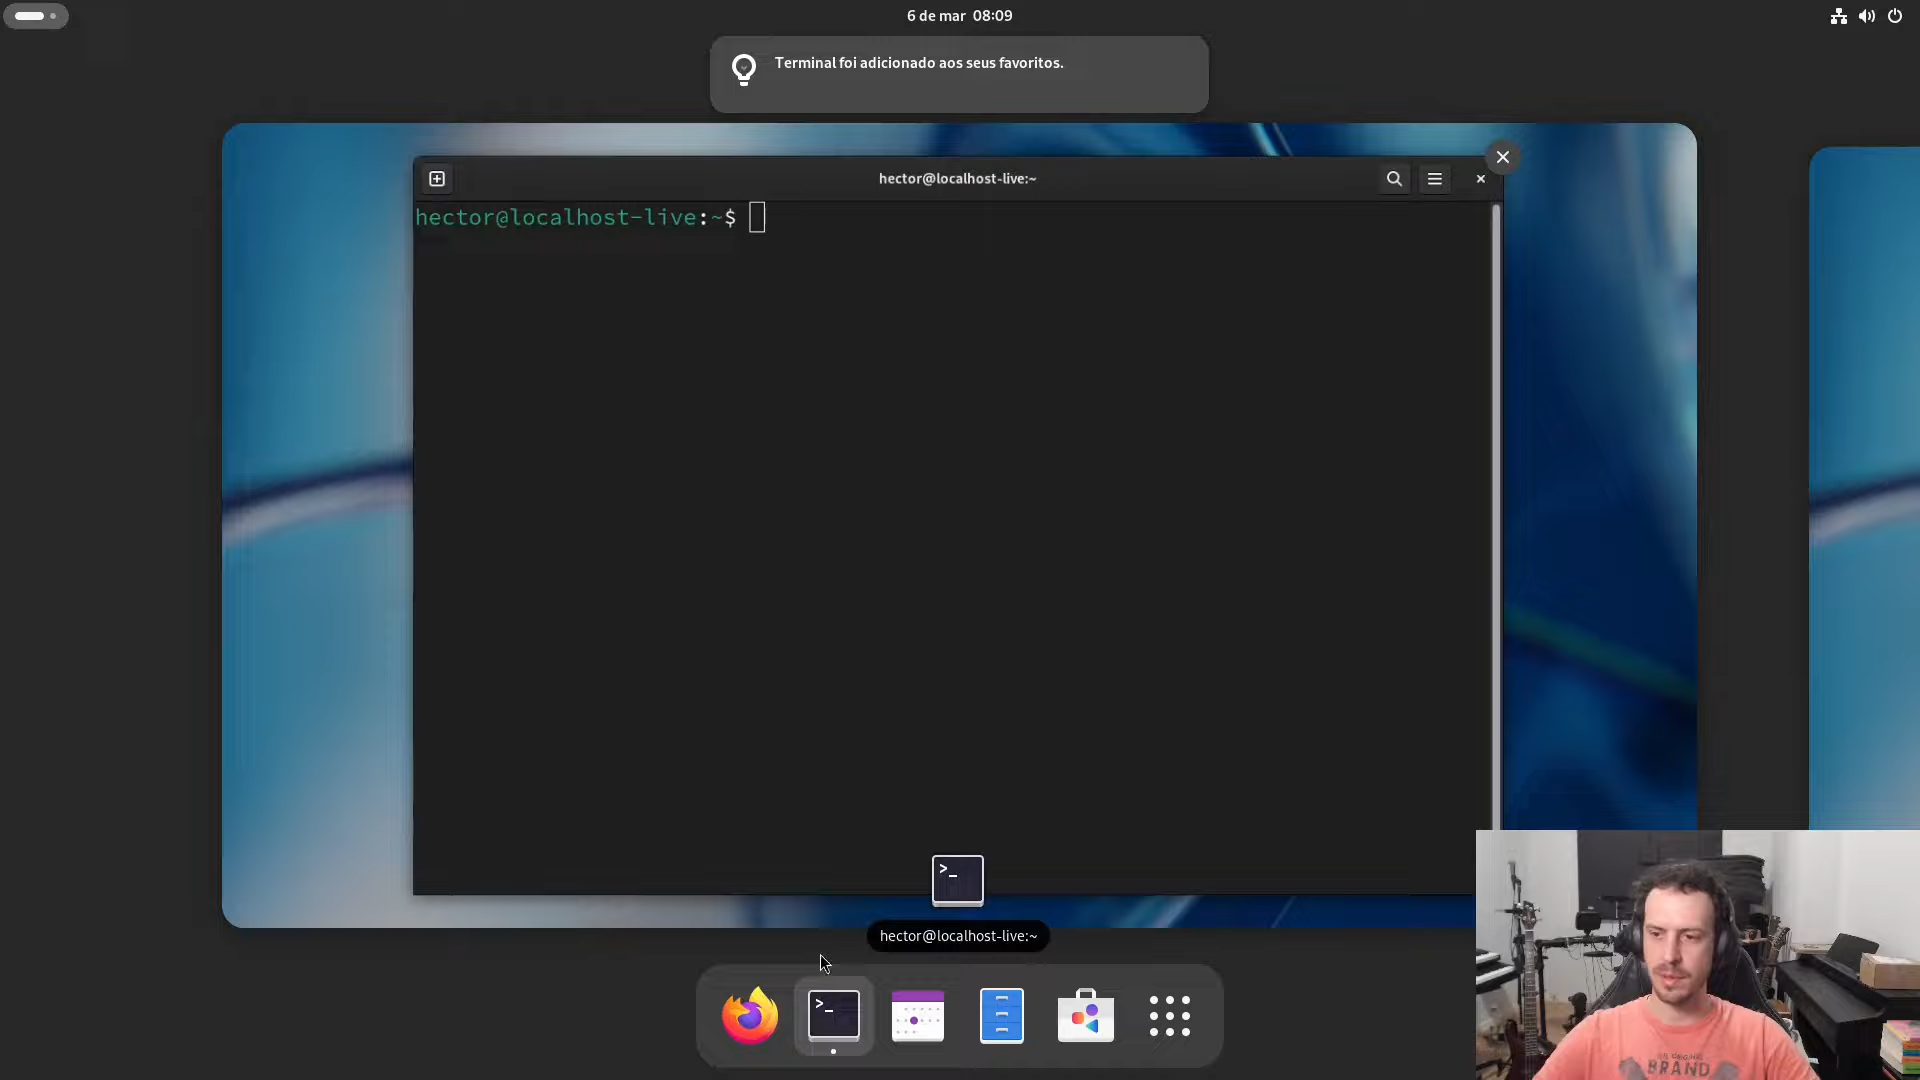 6 de mar 08:09
Terminal foi adicionado aos seus favoritos.
hector@localhost-live:~
hector@localhost-live:~$
>_
hector@localhost-live:~
>_
BRAND